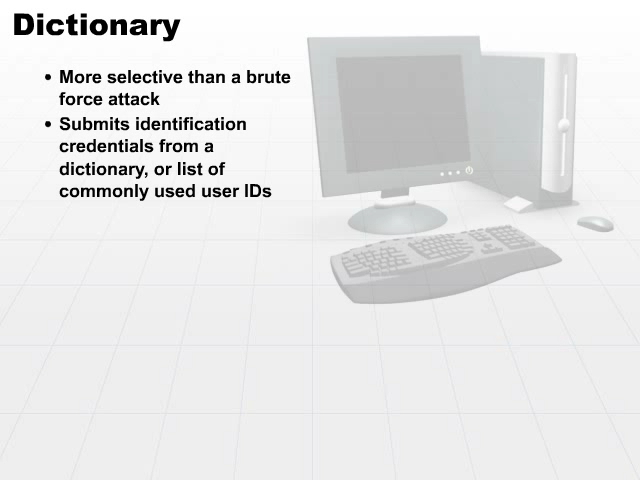 Dictionary
• More selective than a brute
force attack
• Submits identification
credentials from a
dictionary, or list of
commonly used user IDs